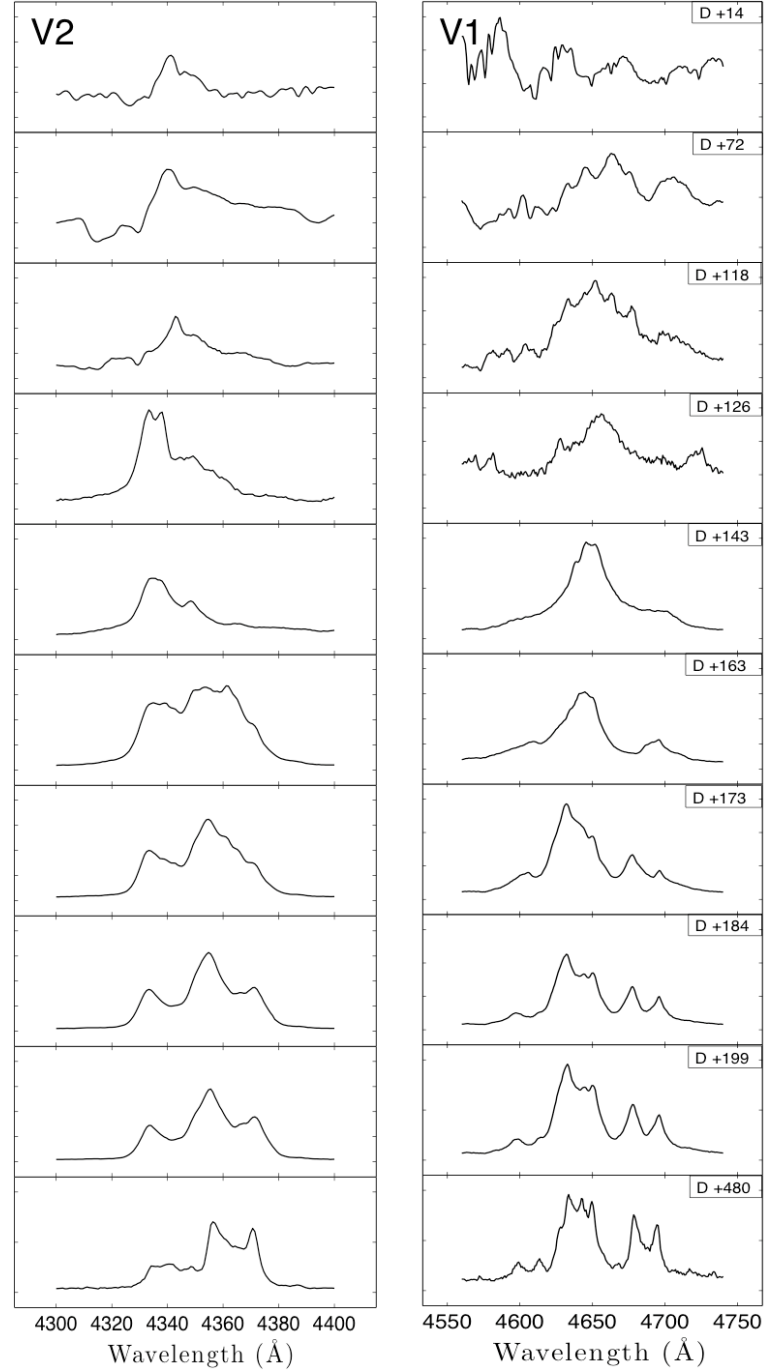 V2
V1
D +14
D +72
D +118
D +126
D +143
D +163
D +173
D +184
D +199
D +480
4300 4320 4340 4360 4380 4400
4550 4600 4650 4700 4750
Wavelength (Å)
Wavelength (Å)